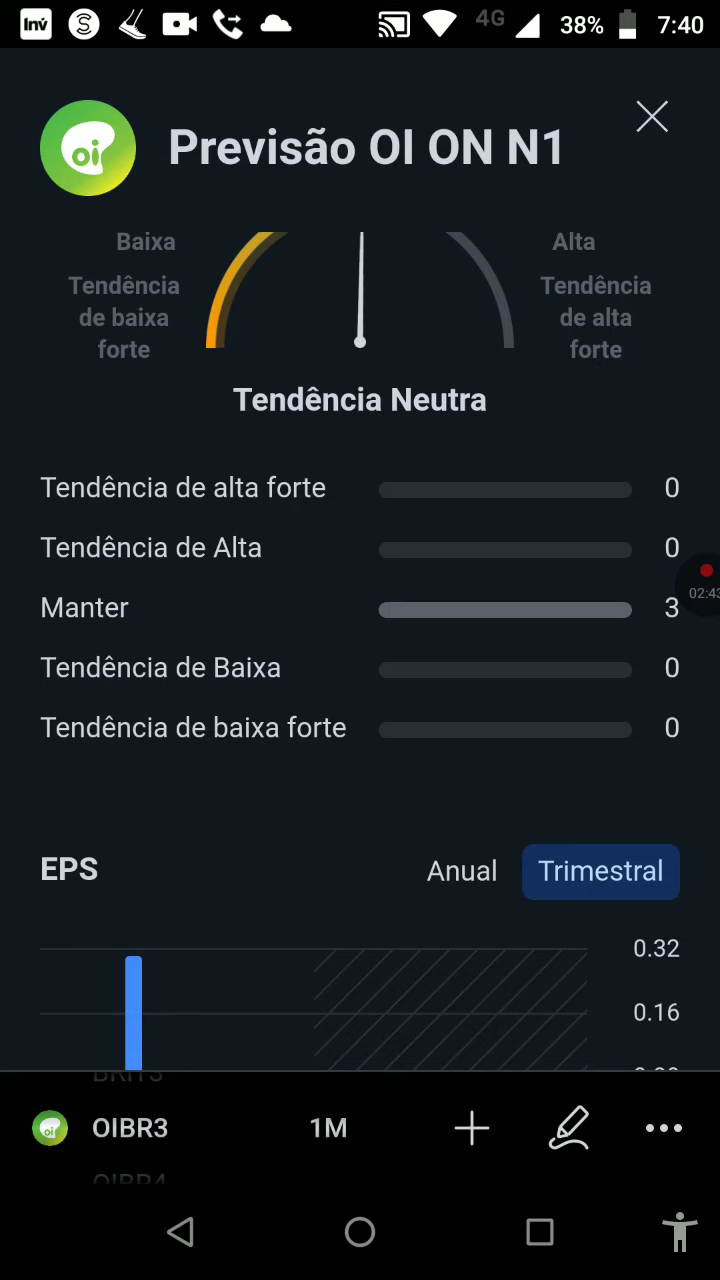 Inv
4G
38%
7:40
oi
Previsão OI ON N1
Baixa
Alta
Tendência
de baixa
forte
Tendência
de alta
forte
Tendência Neutra
Tendência de alta forte 0
Tendência de Alta 0
Manter 3
02:43
Tendência de Baixa 0
Tendência de baixa forte 0
EPS Anual Trimestral
0.32
0.16
oi
OIBR3 1M
OIBR4